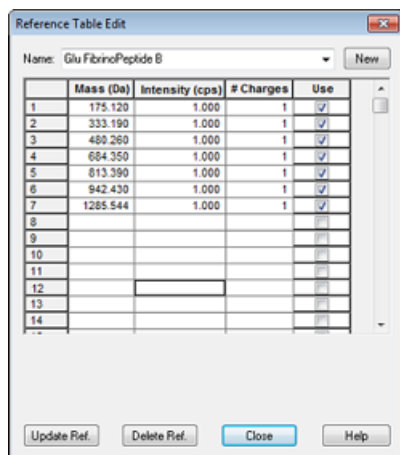 Reference Table Edit
Name: Glu FibrinoPeptide B New
Mass (Da) Intensity (cps) # Charges Use
1 175.120 1.000 1
2 333.190 1.000 1
3 480.260 1.000 1
4 684.350 1.000 1
5 813.390 1.000 1
6 942.430 1.000 1
7 1285.544 1.000 1
8
9
10
11
12
13
14
Update Ref. Delete Ref. Close Help